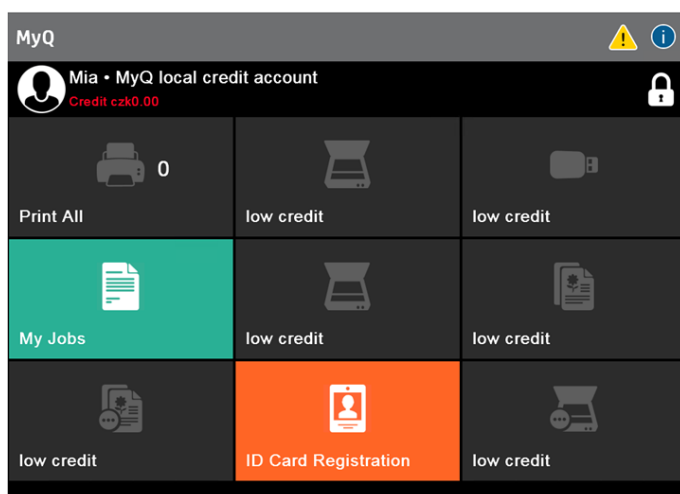 MyQ
Mia • MyQ local credit account
Credit czk0.00
0
Print All
low credit
low credit
My Jobs
low credit
low credit
low credit
ID Card Registration
low credit